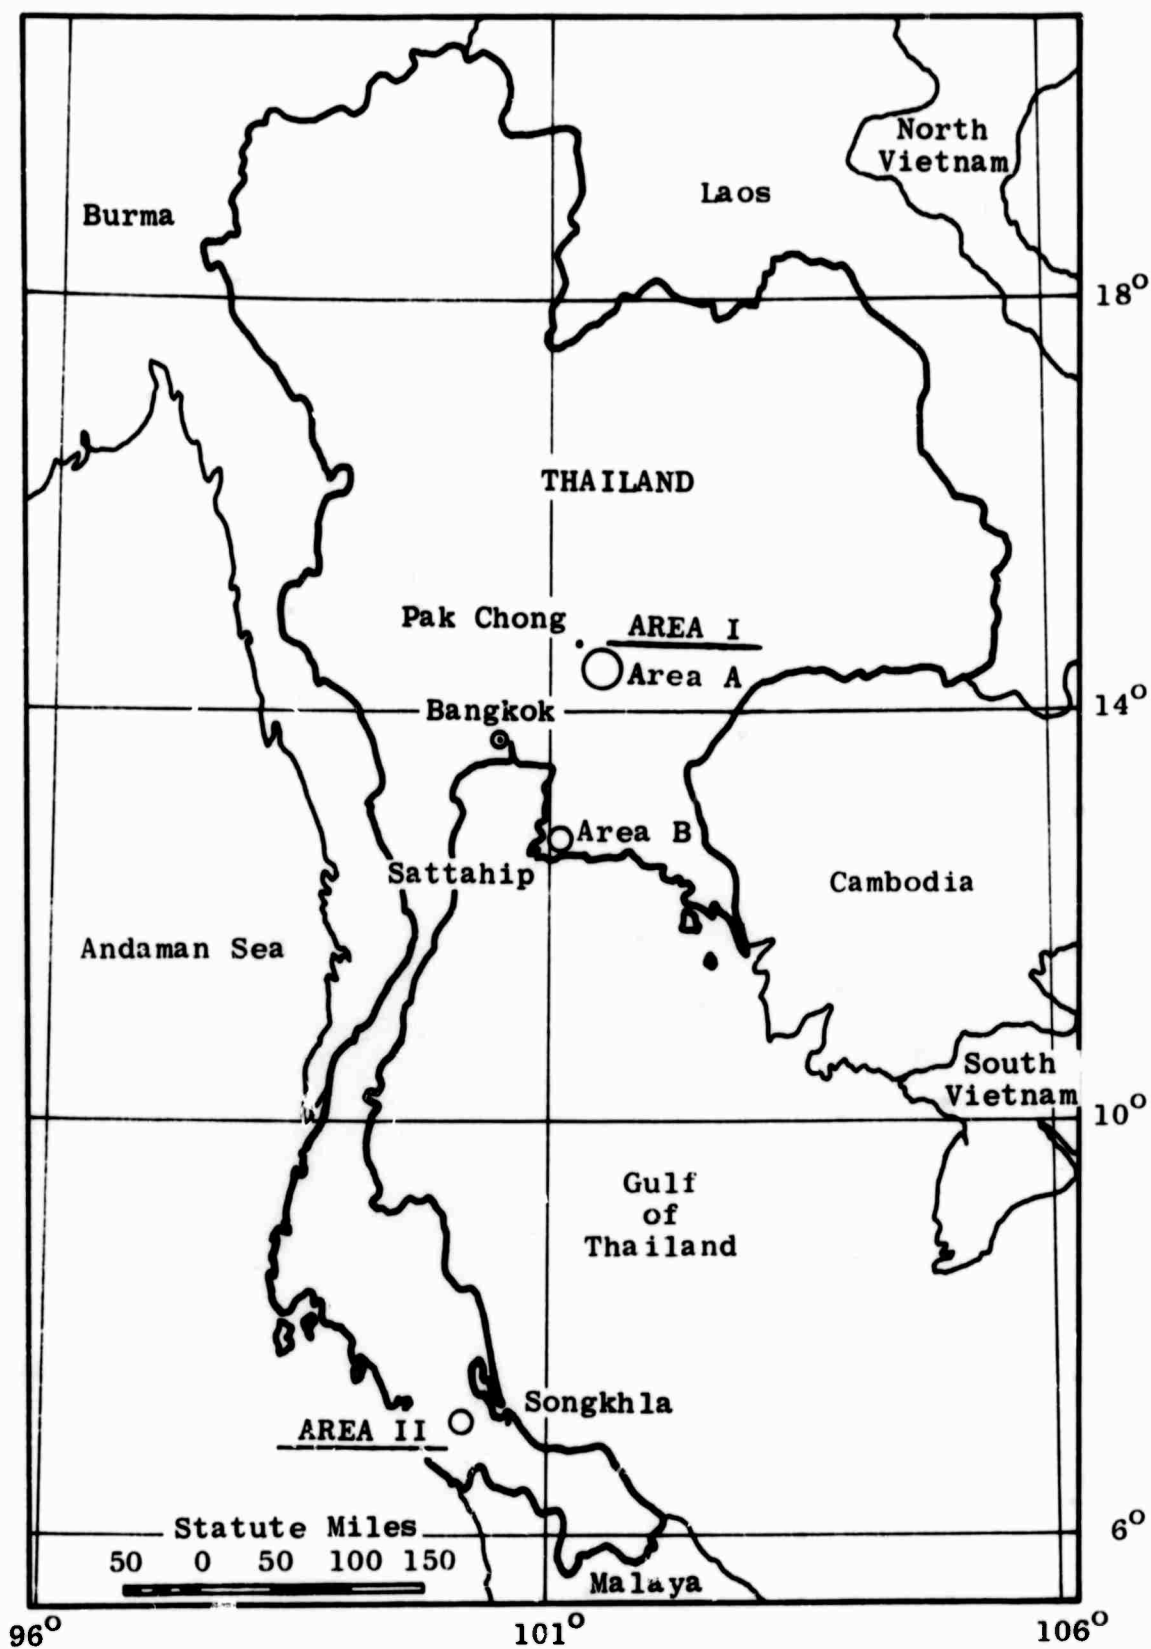 North
Vietnam
Laos
Burma
18°
THAILAND
Pak Chong
AREA I
Area A
14°
Bangkok
Area B
Sattahip
Cambodia
Andaman Sea
South
Vietnam
10°
Gulf
of
Thailand
Songkhla
AREA II
Statute Miles
6°
50 0 50 100 150
Malaya
96° 101° 106°